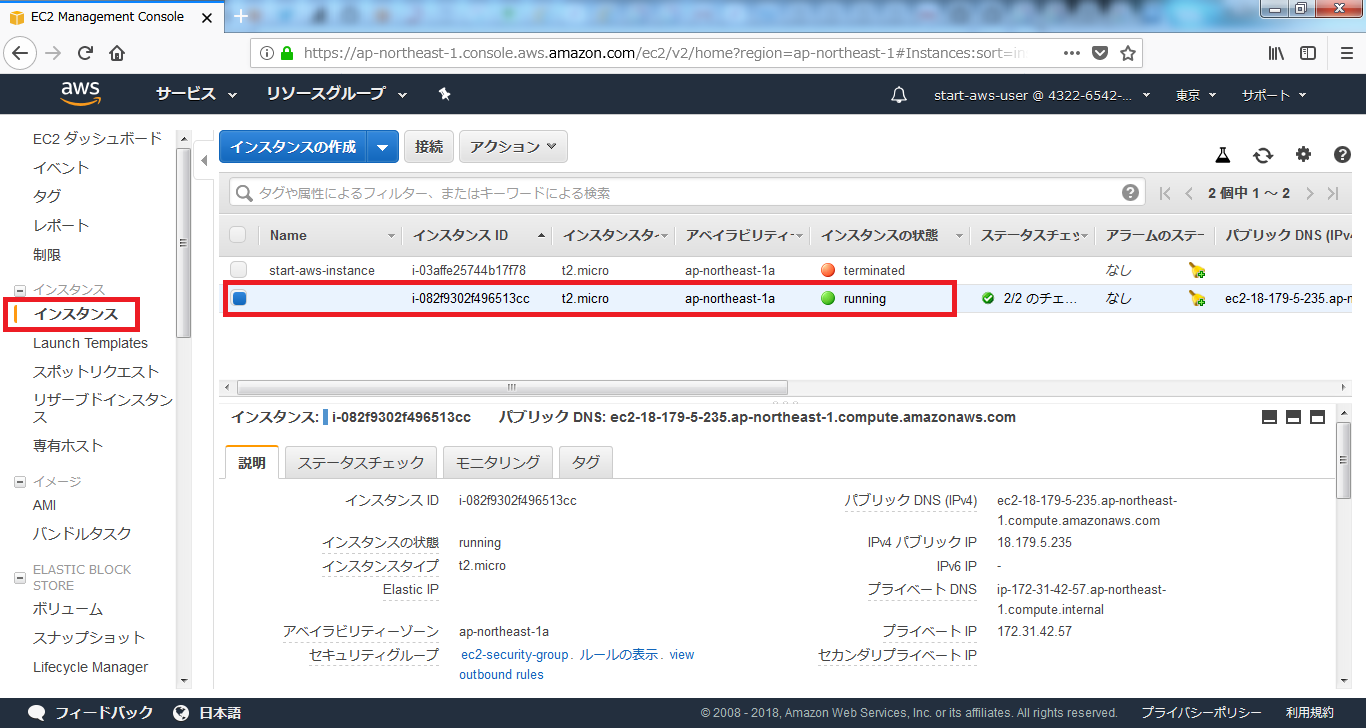 EC2 Management Console
https://ap-northeast-1.console.aws.amazon.com/ec2/v2/home?region=ap-northeast-1#Instances:sort=in
aws サービス リソースグループ start-aws-user @ 4322-6542-... 東京 サポート
EC2 ダッシュボード
イベント
タグ
レポート
制限
インスタンス
インスタンス
Launch Templates
スポットリクエスト
リザーブドインスタン
ス
専有ホスト
イメージ
AMI
バンドルタスク
ELASTIC BLOCK
STORE
ボリューム
スナップショット
Lifecycle Manager
インスタンスの作成 接続 アクション
タグや属性によるフィルター、またはキーワードによる検索 2 個中 1 ～ 2
Name インスタンス ID インスタンスタ- アベイラビリティー- インスタンスの状態 ステータスチェッ アラームのステー パブリック DNS (IPv4
start-aws-instance i-03affe25744b17f78 t2.micro ap-northeast-1a terminated なし
i-082f9302f496513cc t2.micro ap-northeast-1a running 2/2 のチェ... なし ec2-18-179-5-235.ap-n
インスタンス: i-082f9302f496513cc パブリック DNS: ec2-18-179-5-235.ap-northeast-1.compute.amazonaws.com
説明 ステータスチェック モニタリング タグ
インスタンス ID i-082f9302f496513cc パブリック DNS (IPv4) ec2-18-179-5-235.ap-northeast-
1.compute.amazonaws.com
インスタンスの状態 running IPv4 パブリック IP 18.179.5.235
インスタンスタイプ t2.micro IPv6 IP -
Elastic IP プライベート DNS ip-172-31-42-57.ap-northeast-
1.compute.internal
アベイラビリティーゾーン ap-northeast-1a プライベート IP 172.31.42.57
セキュリティグループ ec2-security-group. ルールの表示. view セカンダリプライベート IP
outbound rules
フィードバック 日本語 © 2008 - 2018, Amazon Web Services, Inc. or its affiliates. All rights reserved. プライバシーポリシー 利用規約